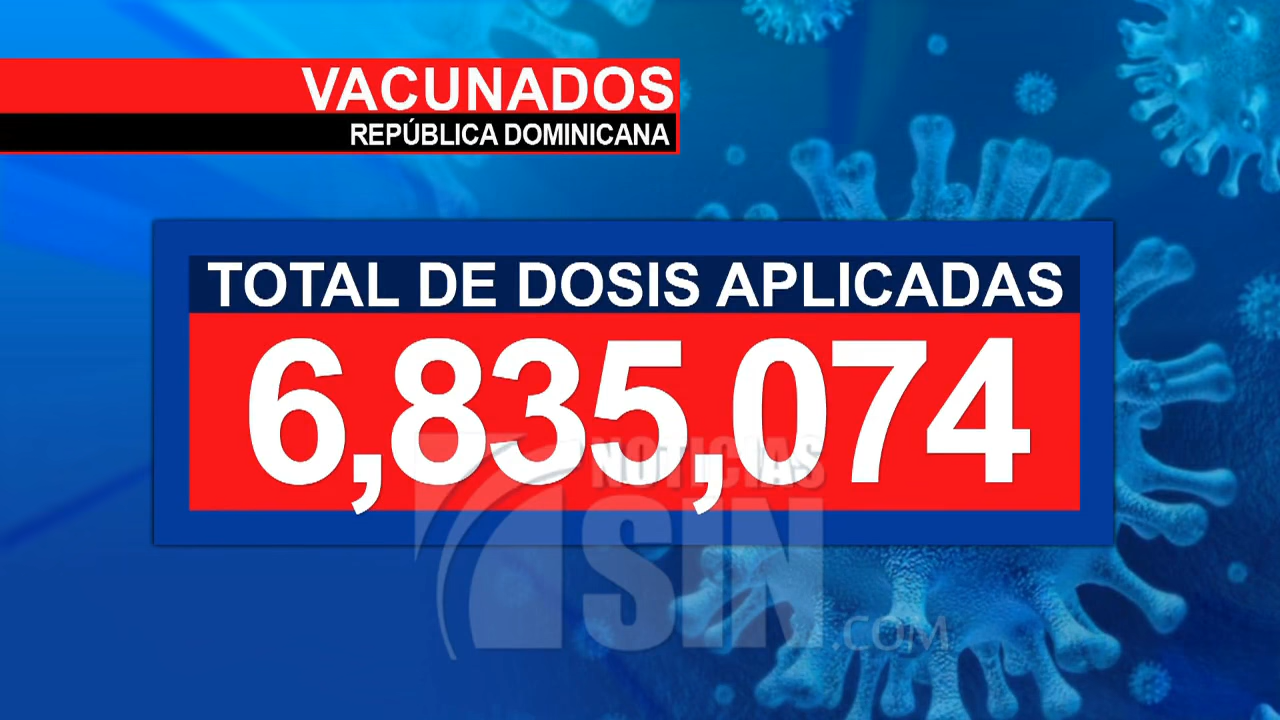 VACUNADOS
REPÚBLICA DOMINICANA
TOTAL DE DOSIS APLICADAS
6,835,074
NOTICIAS
SIN
.COM